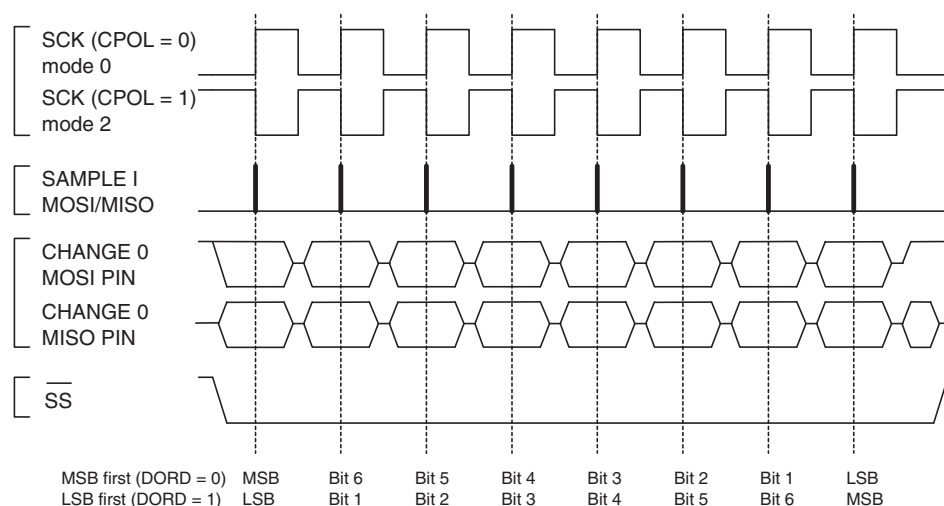 SCK (CPOL = 0)
mode 0
SCK (CPOL = 1)
mode 2
SAMPLE I
MOSI/MISO
CHANGE 0
MOSI PIN
CHANGE 0
MISO PIN
SS
MSB first (DORD = 0) MSB Bit 6 Bit 5 Bit 4 Bit 3 Bit 2 Bit 1 LSB
LSB first (DORD = 1) LSB Bit 1 Bit 2 Bit 3 Bit 4 Bit 5 Bit 6 MSB